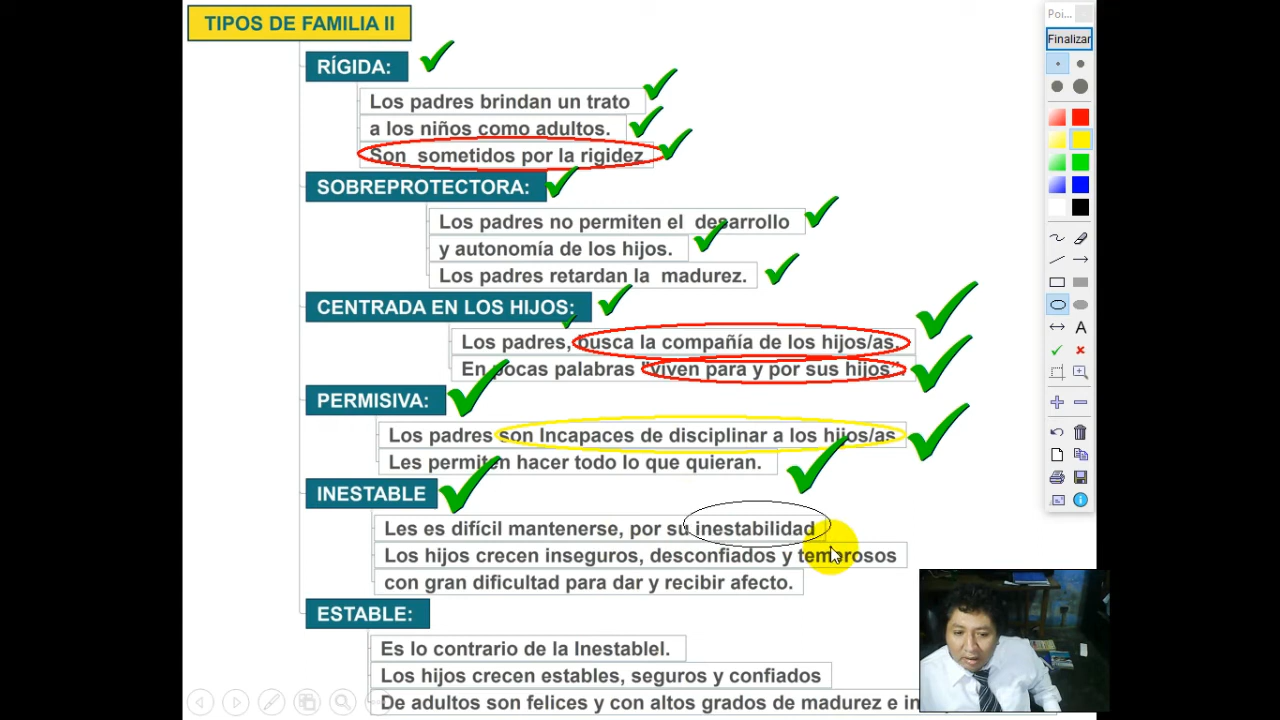 TIPOS DE FAMILIA II
RÍGIDA:
Los padres brindan un trato
a los niños como adultos.
Son sometidos por la rigidez
SOBREPROTECTORA:
Los padres no permiten el desarrollo
y autonomía de los hijos.
Los padres retardan la madurez.
CENTRADA EN LOS HIJOS:
Los padres, busca la compañía de los hijos/as.
En pocas palabras "viven para y por sus hijos".
PERMISIVA:
Los padres son Incapaces de disciplinar a los hijos/as
Les permiten hacer todo lo que quieran.
INESTABLE
Les es difícil mantenerse, por su inestabilidad
Los hijos crecen inseguros, desconfiados y temerosos
con gran dificultad para dar y recibir afecto.
ESTABLE:
Es lo contrario de la Inestablel.
Los hijos crecen estables, seguros y confiados
De adultos son felices y con altos grados de madurez e
Poi...
Finalizar
A